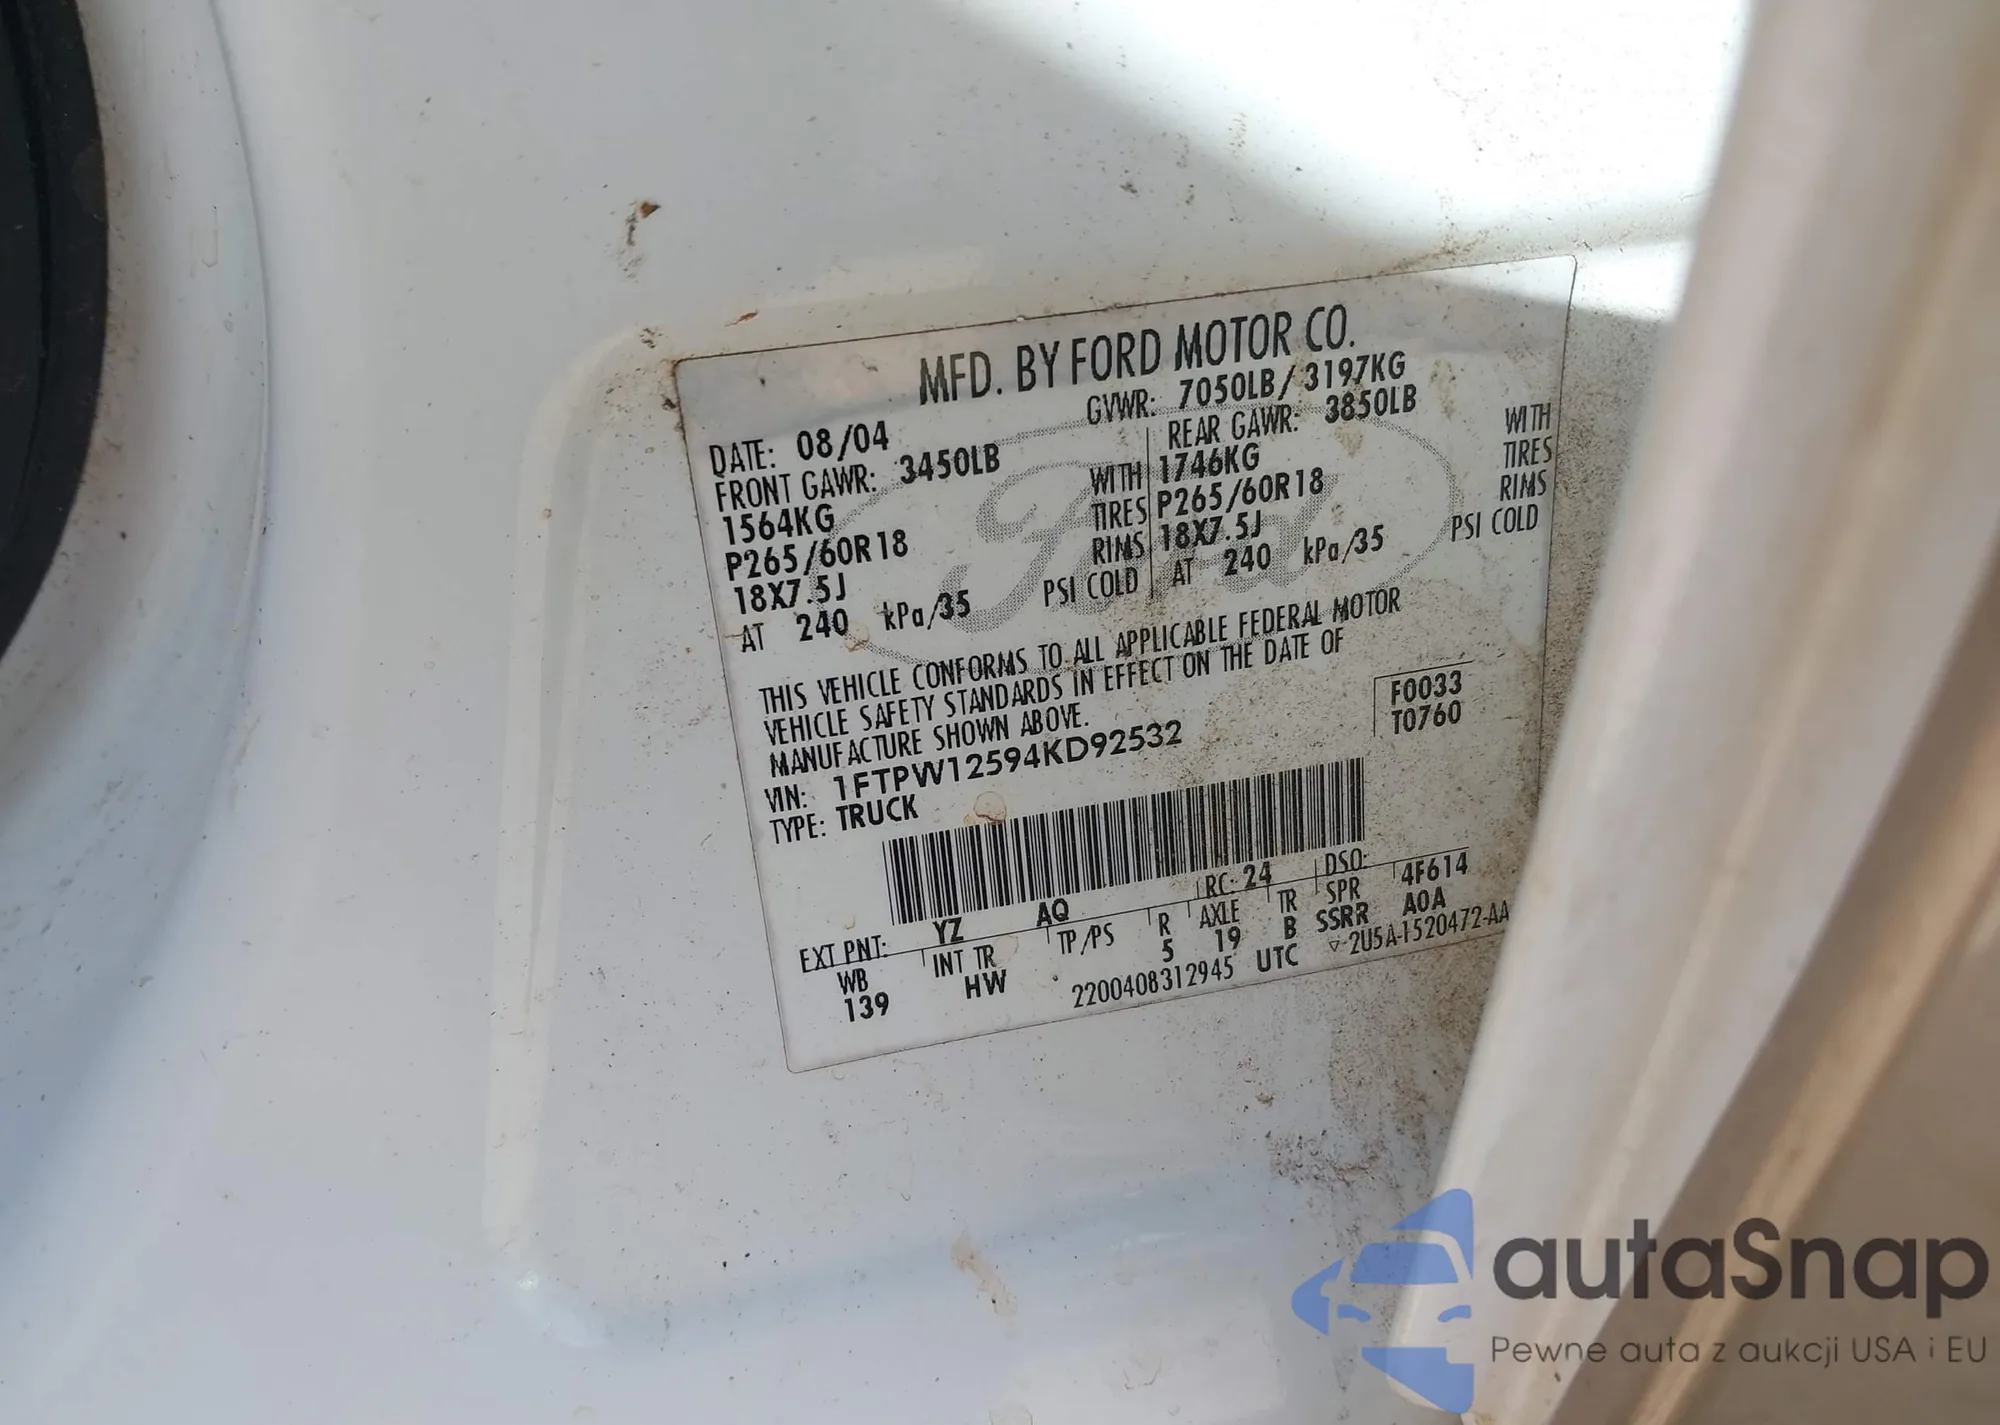 MFD. BY FORD MOTOR CO.
DATE: 08/04 GVWR: 7050LB/ 3197KG
FRONT GAWR: 3450LB REAR GAWR: 3850LB
1564KG WITH 1746KG WITH
P265/60R18 TIRES P265/60R18 TIRES
18X7.5J RIMS 18X7.5J RIMS
AT 240 kPa/35 PSI COLD AT 240 kPa/35 PSI COLD
THIS VEHICLE CONFORMS TO ALL APPLICABLE FEDERAL MOTOR
VEHICLE SAFETY STANDARDS IN EFFECT ON THE DATE OF
MANUFACTURE SHOWN ABOVE.
F0033
T0760
VIN: 1FTPW12594KD92532
TYPE: TRUCK
EXT PNT: YZ AQ RC: 24 DSO: 4F614
WB INT TR TP/PS R AXLE TR SPR A0A
139 HW 5 19 B SSRR
2200408312945 UTC ▽2U5A-1520472-AA
Ford
autaSnap
Pewne auta z aukcji USA i EU